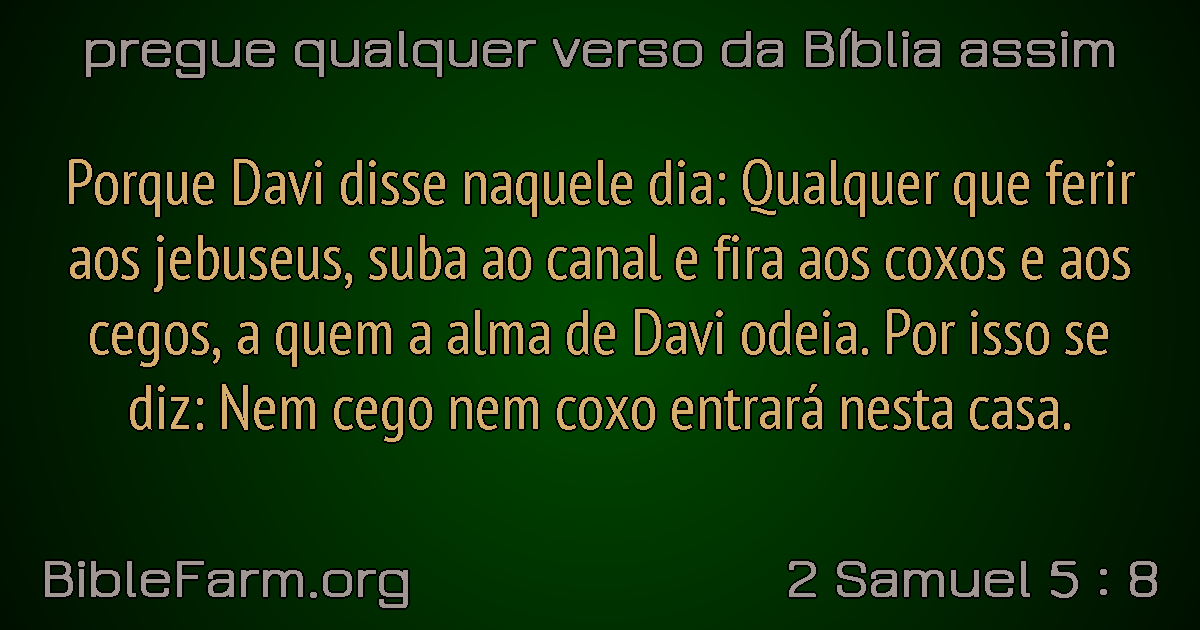 pregue qualquer verso da Bíblia assim
Porque Davi disse naquele dia: Qualquer que ferir
aos jebuseus, suba ao canal e fira aos coxos e aos
cegos, a quem a alma de Davi odeia. Por isso se
diz: Nem cego nem coxo entrará nesta casa.
BibleFarm.org
2 Samuel 5 : 8